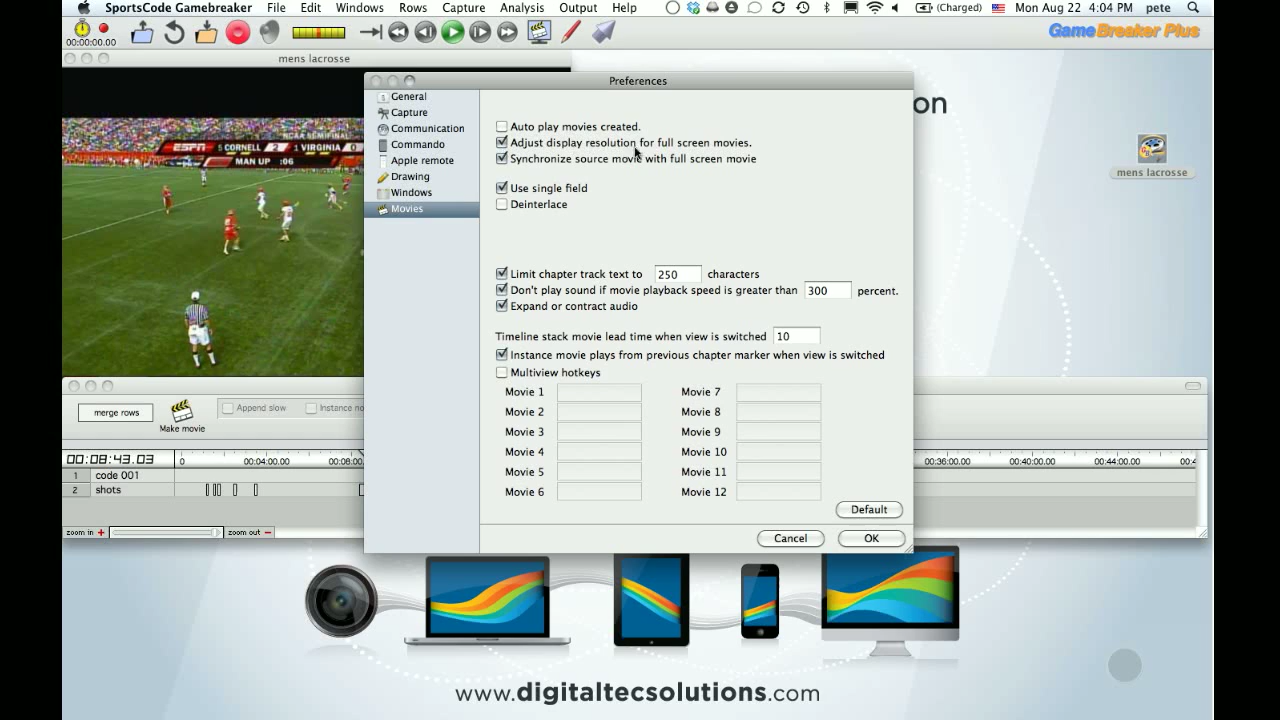 SportsCode Gamebreaker File Edit Windows Rows Capture Analysis Output Help (Charged) Mon Aug 22 4:04 PM pete
00:00:00.00
GameBreaker Plus
mens lacrosse
Preferences
on
General
Capture
Communication
Commando
Apple remote
Drawing
Windows
Movies
Auto play movies created.
Adjust display resolution for full screen movies.
Synchronize source movie with full screen movie
Use single field
Deinterlace
Limit chapter track text to 250 characters
Don't play sound if movie playback speed is greater than 300 percent.
Expand or contract audio
Timeline stack movie lead time when view is switched 10
Instance movie plays from previous chapter marker when view is switched
Multiview hotkeys
Movie 1 Movie 7
Movie 2 Movie 8
Movie 3 Movie 9
Movie 4 Movie 10
Movie 5 Movie 11
Movie 6 Movie 12
Default
Cancel OK
NCAA SEMIFINAL
ESPN 5 CORNELL 2 1 VIRGINIA 0
MAN UP :06
mens lacrosse
merge rows
Make movie
Append slow
Instance no
00:08:43.03 0 00:04:00.00 00:08:00. 00:36:00.00 00:40:00.00 00:44:00.00 00:4
1 code 001
2 shots
zoom in + zoom out −
www.digitaltecsolutions.com